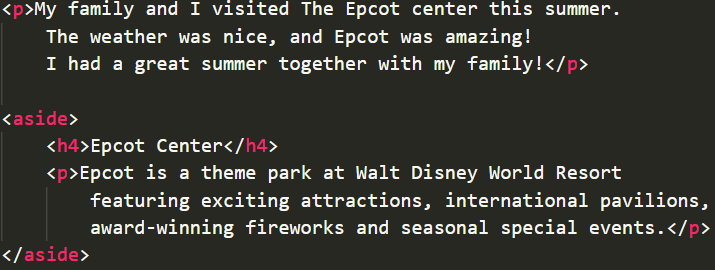 <p>My family and I visited The Epcot center this summer.
The weather was nice, and Epcot was amazing!
I had a great summer together with my family!</p>
<aside>
<h4>Epcot Center</h4>
<p>Epcot is a theme park at Walt Disney World Resort
featuring exciting attractions, international pavilions,
award-winning fireworks and seasonal special events.</p>
</aside>